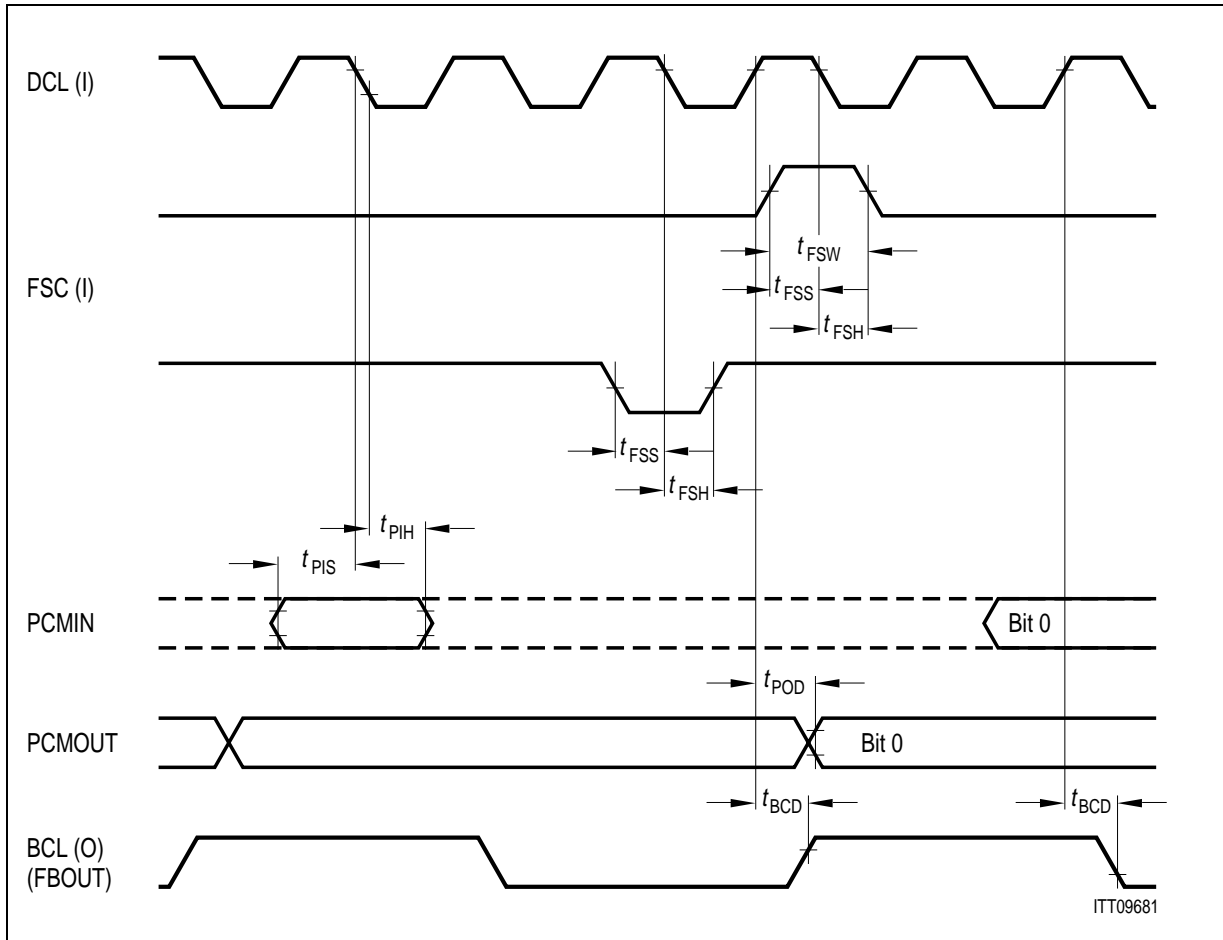 DCL (I)
t FSW
FSC (I)
t FSS
t FSH
t FSS
t FSH
t PIH
t PIS
PCMIN
Bit 0
t POD
PCMOUT
Bit 0
t BCD
t BCD
BCL (O)
(FBOUT)
ITT09681